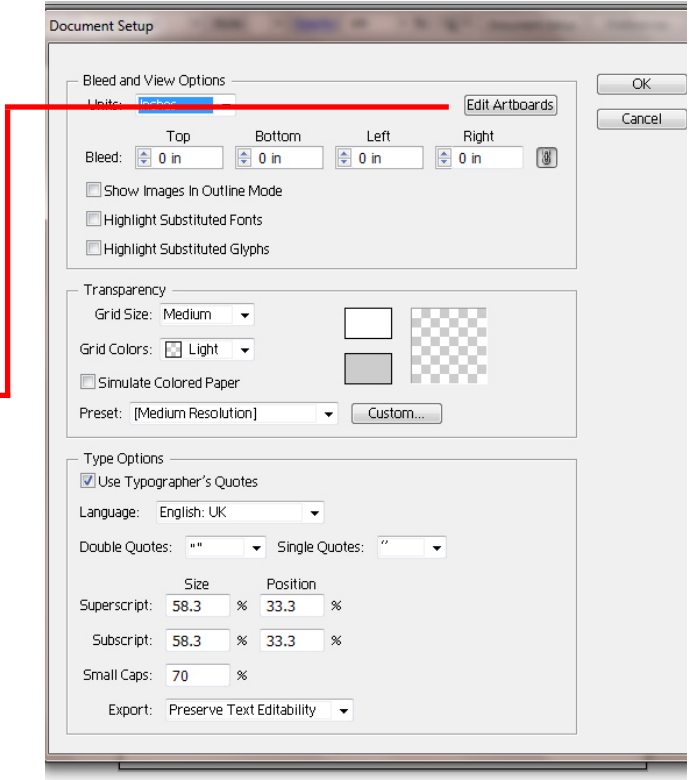 Document Setup
Bleed and View Options
Units: Inches Edit Artboards
OK
Cancel
Top Bottom Left Right
Bleed: 0 in 0 in 0 in 0 in
Show Images In Outline Mode
Highlight Substituted Fonts
Highlight Substituted Glyphs
Transparency
Grid Size: Medium
Grid Colors: Light
Simulate Colored Paper
Preset: [Medium Resolution] Custom...
Type Options
Use Typographer's Quotes
Language: English: UK
Double Quotes: "" Single Quotes: ''
Size Position
Superscript: 58.3 % 33.3 %
Subscript: 58.3 % 33.3 %
Small Caps: 70 %
Export: Preserve Text Editability